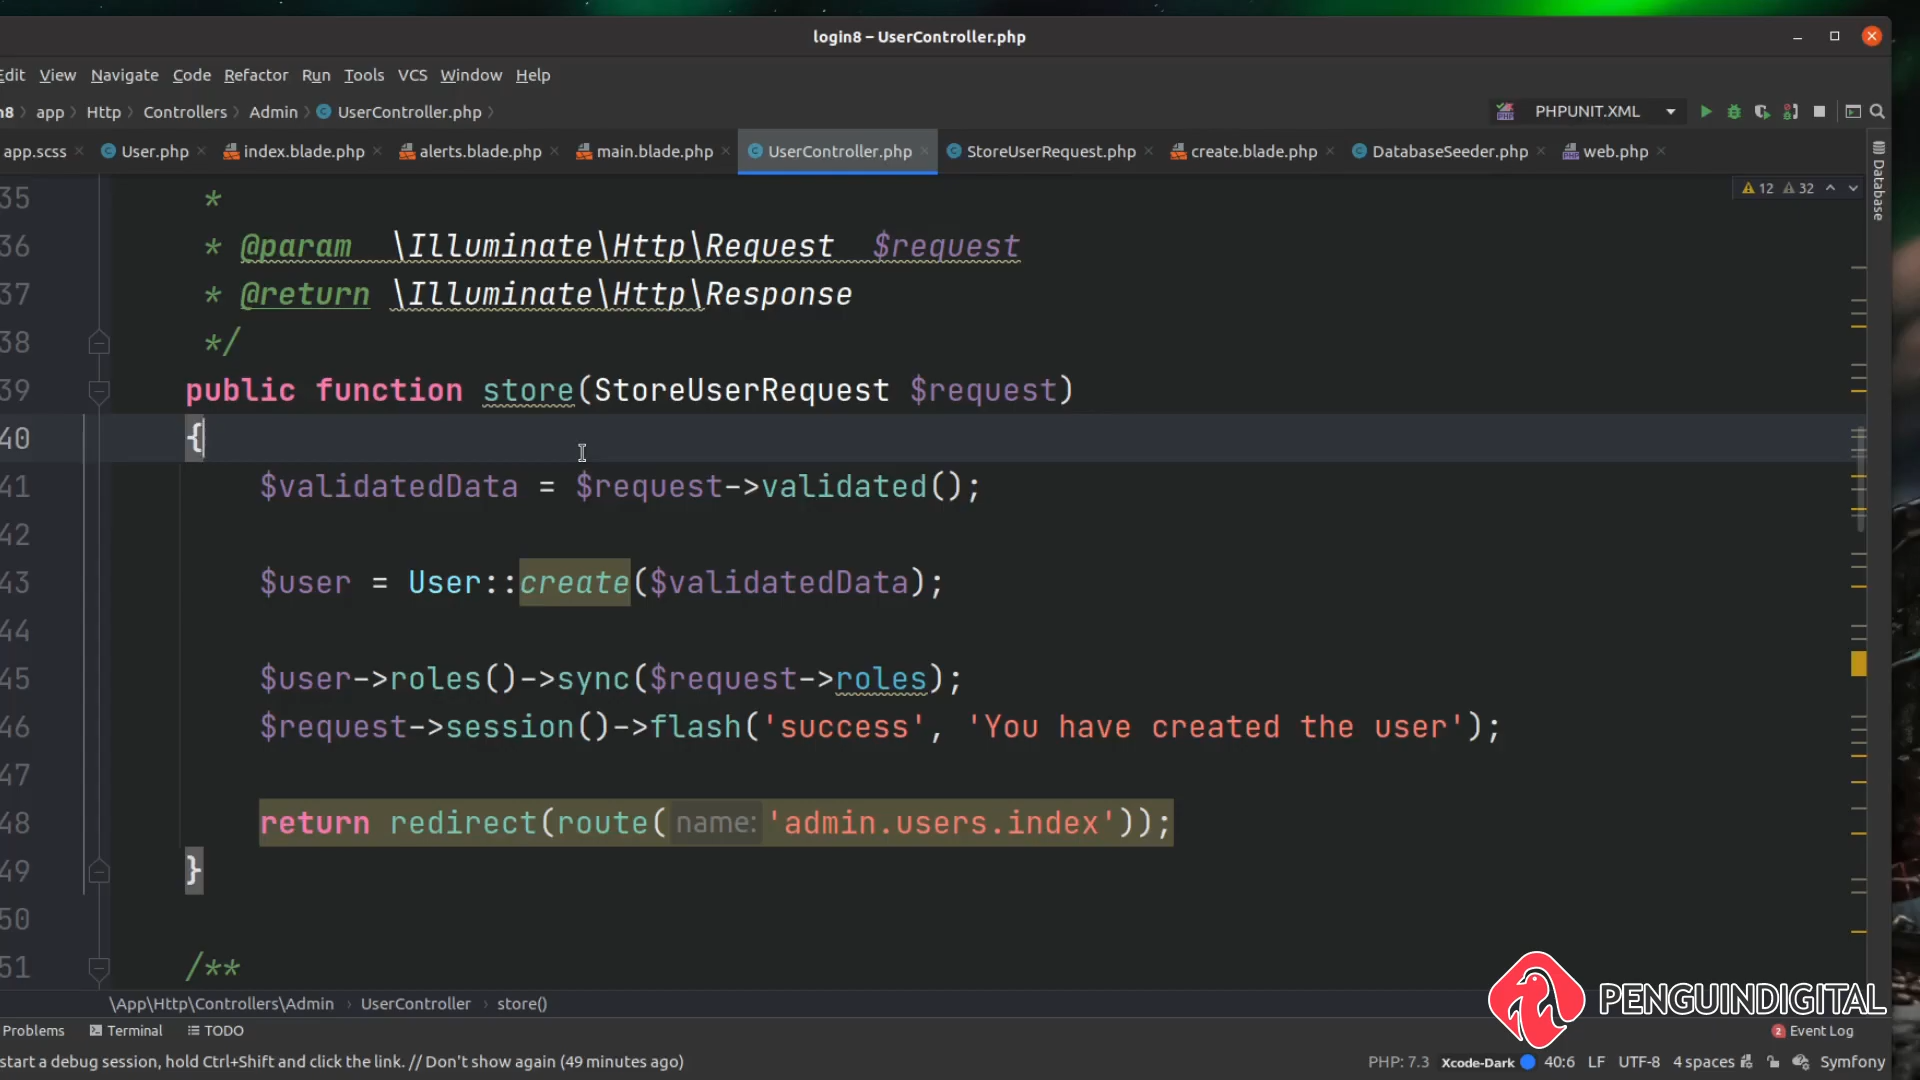 login8 – UserController.php
Edit View Navigate Code Refactor Run Tools VCS Window Help
n8 app Http Controllers Admin UserController.php PHPUNIT.XML
app.scss User.php index.blade.php alerts.blade.php main.blade.php UserController.php StoreUserRequest.php create.blade.php DatabaseSeeder.php web.php
12 32
Database
35 *
36 * @param \Illuminate\Http\Request $request
37 * @return \Illuminate\Http\Response
38 */
39 public function store(StoreUserRequest $request)
40 {
41 $validatedData = $request->validated();
42
43 $user = User::create($validatedData);
44
45 $user->roles()->sync($request->roles);
46 $request->session()->flash('success', 'You have created the user');
47
48 return redirect(route( name: 'admin.users.index'));
49 }
50
51 /**
PENGUINDIGITAL
\App\Http\Controllers\Admin UserController store()
Problems Terminal TODO 2 Event Log
start a debug session, hold Ctrl+Shift and click the link. // Don't show again (49 minutes ago) PHP: 7.3 Xcode-Dark 40:6 LF UTF-8 4 spaces Symfony